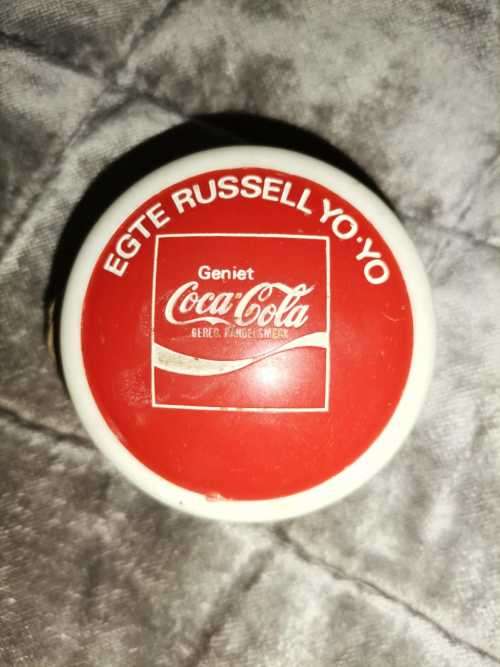 EGTE RUSSELL YO·YO
Geniet
Coca-Cola
GEREG. HANDELSMERK